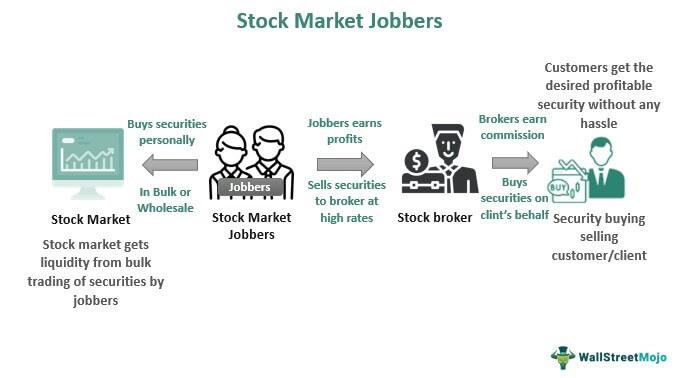 Stock Market Jobbers
Buys securities
personally
In Bulk or
Wholesale
Stock Market
Stock market gets
liquidity from bulk
trading of securities by
jobbers
Jobbers
Stock Market
Jobbers
Jobbers earns
profits
Sells securities
to broker at
high rates
$
Stock broker
Brokers earn
commission
Buys
securities on
clint's behalf
Customers get the
desired profitable
security without any
hassle
BUY
Security buying
selling
customer/client
WallStreetMojo